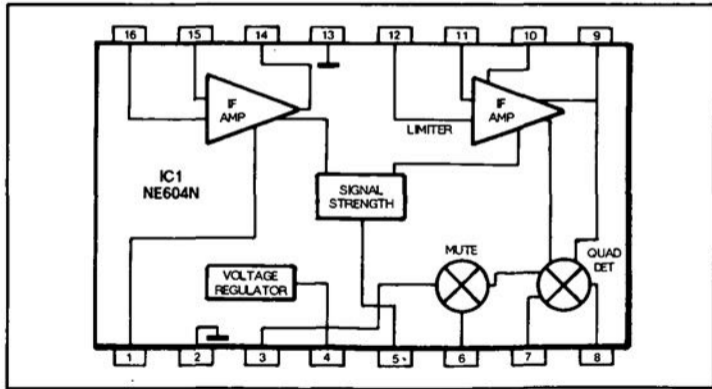 16 15 14 13 12 11 10 9
IF
AMP
IF
AMP
LIMITER
IC1
NE604N
SIGNAL
STRENGTH
MUTE
QUAD
DET
VOLTAGE
REGULATOR
1 2 3 4 5 6 7 8